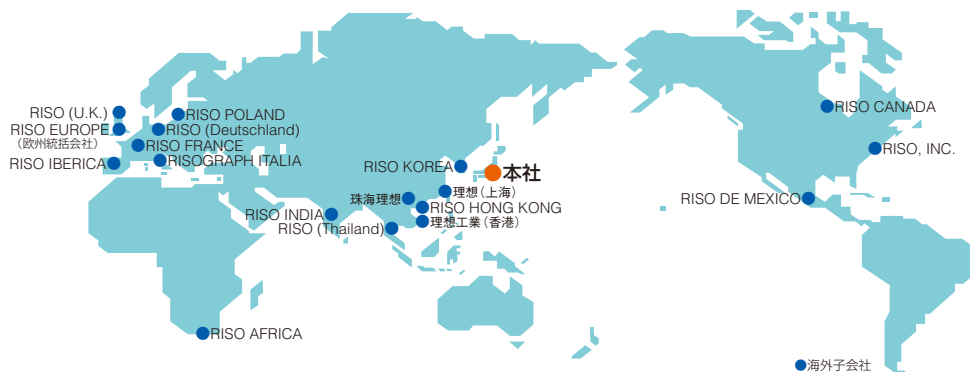 RISO (U.K.)
RISO EUROPE
（欧州統括会社）
RISO IBERICA
RISO POLAND
RISO (Deutschland)
RISO FRANCE
RISOGRAPH ITALIA
RISO KOREA
本社
珠海理想
理想（上海）
RISO HONG KONG
理想工業（香港）
RISO INDIA
RISO (Thailand)
RISO AFRICA
RISO CANADA
RISO, INC.
RISO DE MEXICO
海外子会社